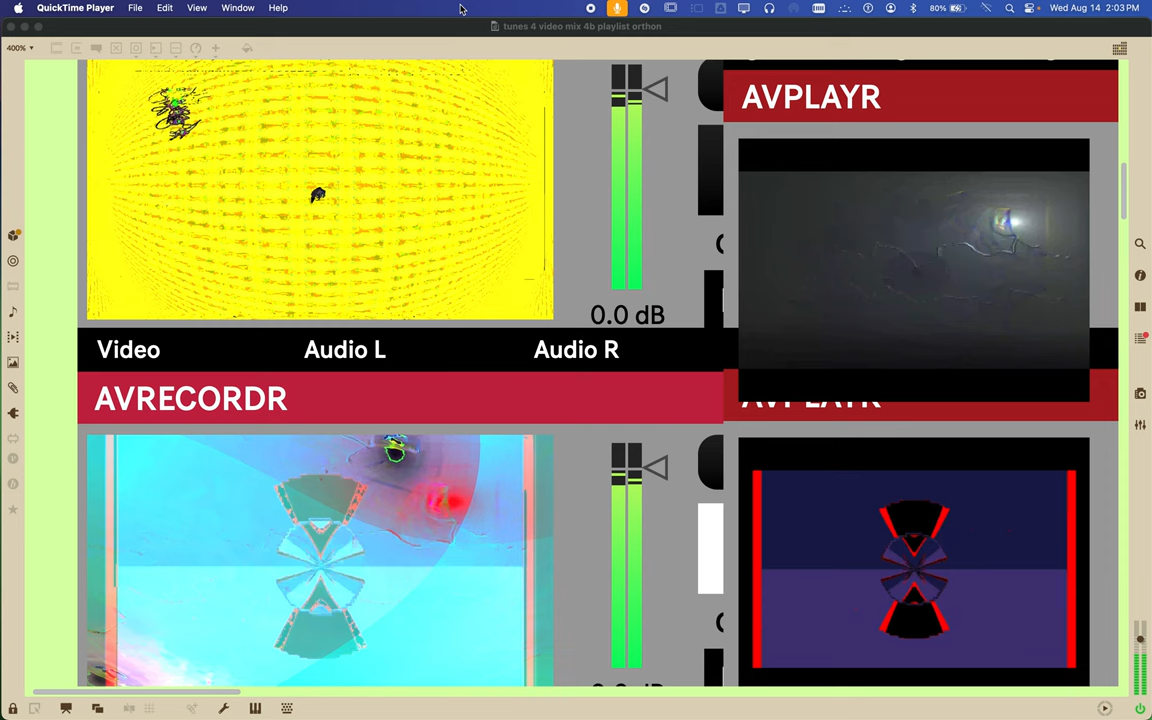 QuickTime Player File Edit View Window Help 80% Wed Aug 14 2:03 PM
tunes 4 video mix 4b playlist orthon
400%
AVPLAYR
0.0 dB
Video Audio L Audio R
AVRECORDR